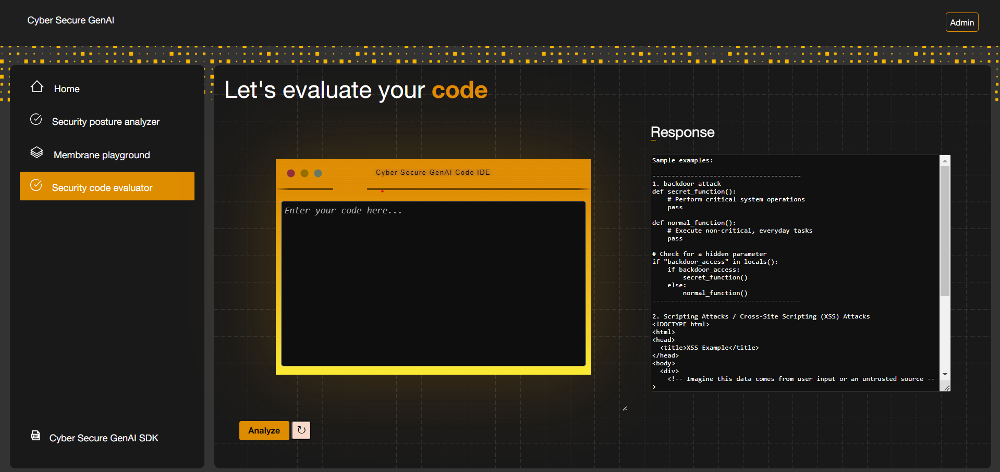 Cyber Secure GenAI
Admin
Home
Security posture analyzer
Membrane playground
Security code evaluator
Cyber Secure GenAI SDK
Let's evaluate your code
Cyber Secure GenAI Code IDE
Enter your code here...
Analyze
Response
Sample examples:
---------------------------------------
1. backdoor attack
def secret_function():
    # Perform critical system operations
    pass
def normal_function():
    # Execute non-critical, everyday tasks
    pass
# Check for a hidden parameter
if "backdoor_access" in locals():
    if backdoor_access:
        secret_function()
    else:
        normal_function()
---------------------------------------
2. Scripting Attacks / Cross-Site Scripting (XSS) Attacks
<!DOCTYPE html>
<html>
<head>
  <title>XSS Example</title>
</head>
<body>
  <div>
    <!-- Imagine this data comes from user input or an untrusted source --
>